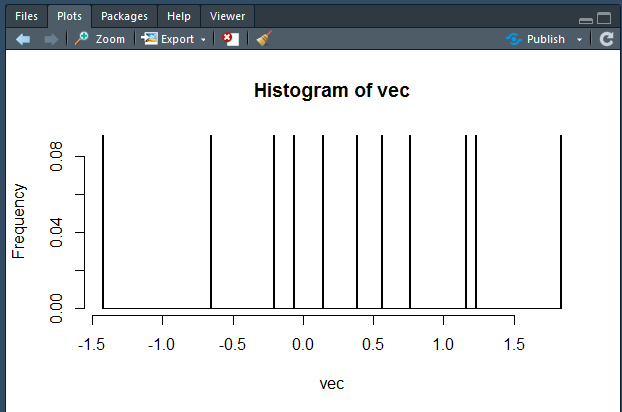 Files Plots Packages Help Viewer
Zoom Export Publish
Histogram of vec
Frequency
0.08
0.04
0.00
-1.5 -1.0 -0.5 0.0 0.5 1.0 1.5
vec